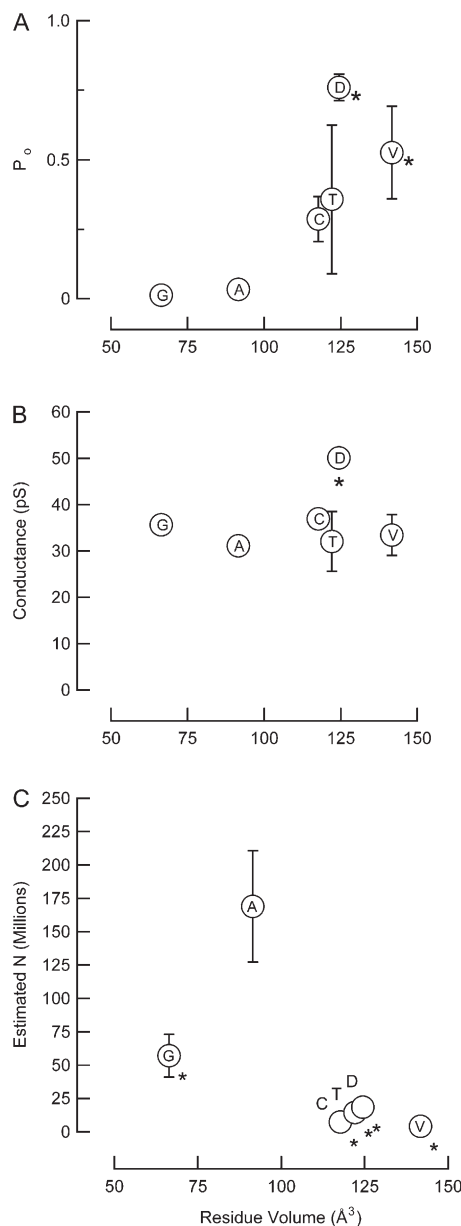 A
1.0
D
*
P o
0.5
V
*
T
C
G
A
0
50 75 100 125 150
B
60
50
D
*
Conductance (pS)
40
G
C
V
30
A
T
20
10
0
50 75 100 125 150
C
250
225
200
Estimated N (Millions)
175
A
150
125
100
75
50
G
*
D
T
25
C
0
V
* * * *
50 75 100 125 150
Residue Volume (Å³)